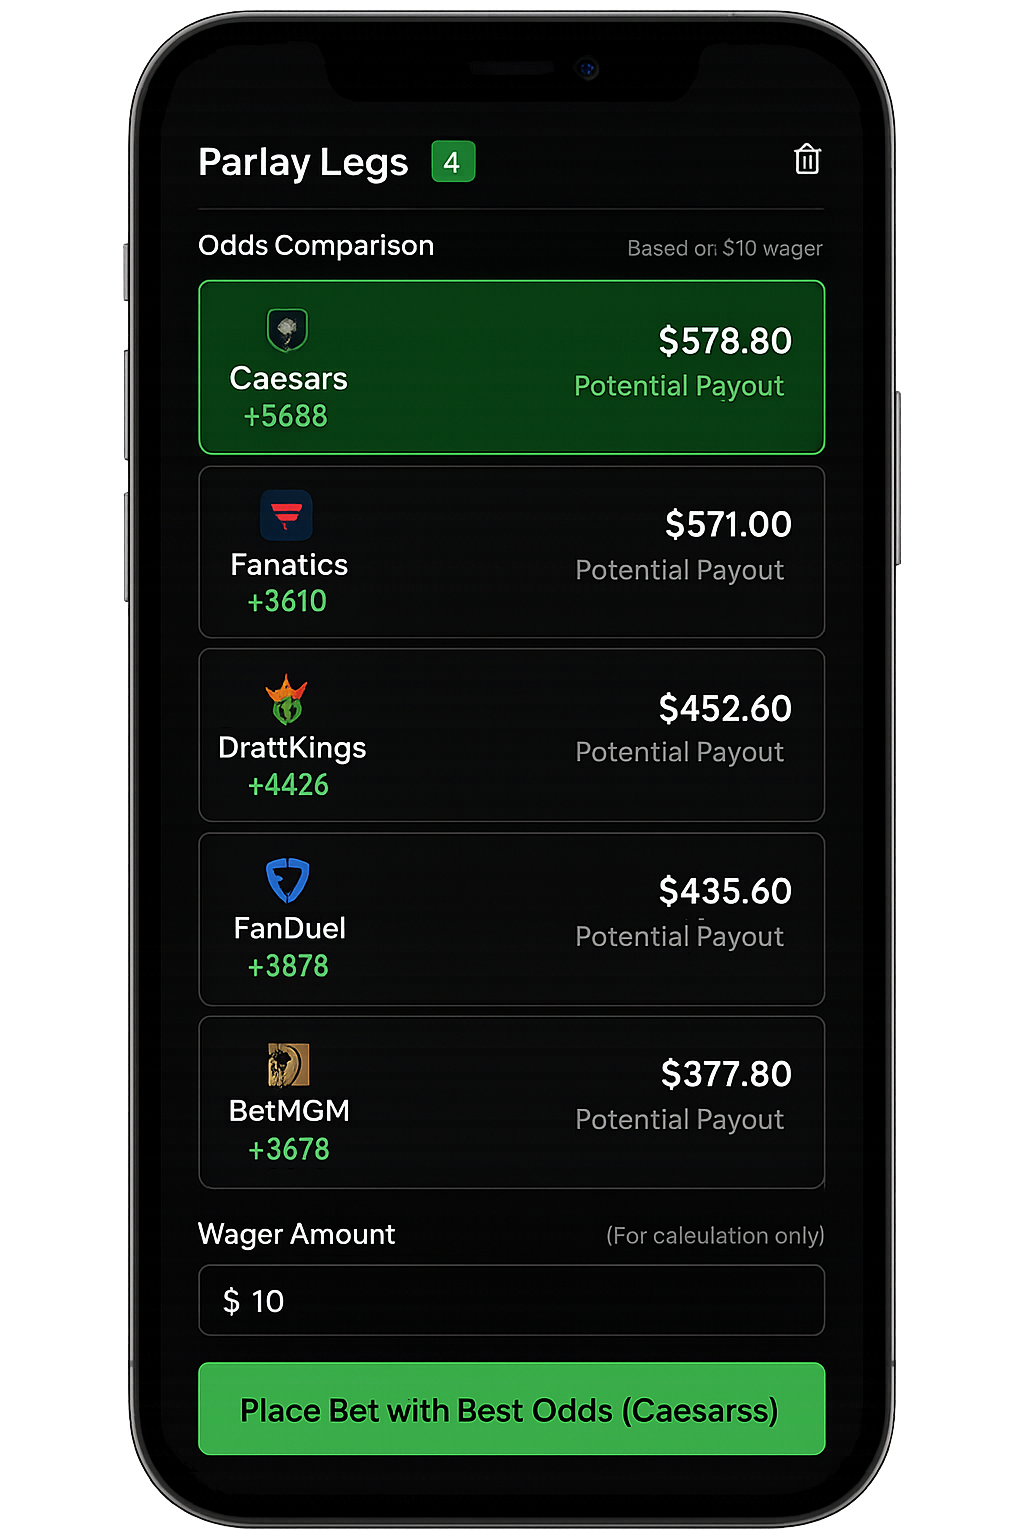 Parlay Legs 4
Odds Comparison Based on $10 wager
Caesars
+5688
$578.80
Potential Payout
Fanatics
+3610
$571.00
Potential Payout
DrattKings
+4426
$452.60
Potential Payout
FanDuel
+3878
$435.60
Potential Payout
BetMGM
+3678
$377.80
Potential Payout
Wager Amount (For caleulation only)
$ 10
Place Bet with Best Odds (Caesarss)